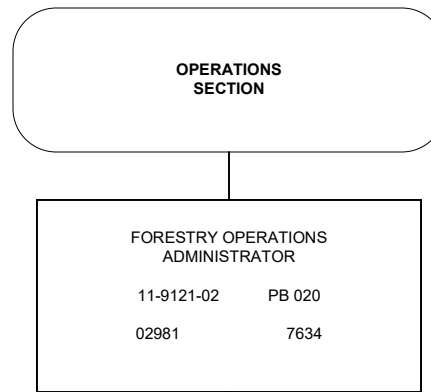 OPERATIONS
SECTION
FORESTRY OPERATIONS
ADMINISTRATOR
11-9121-02 PB 020
02981 7634